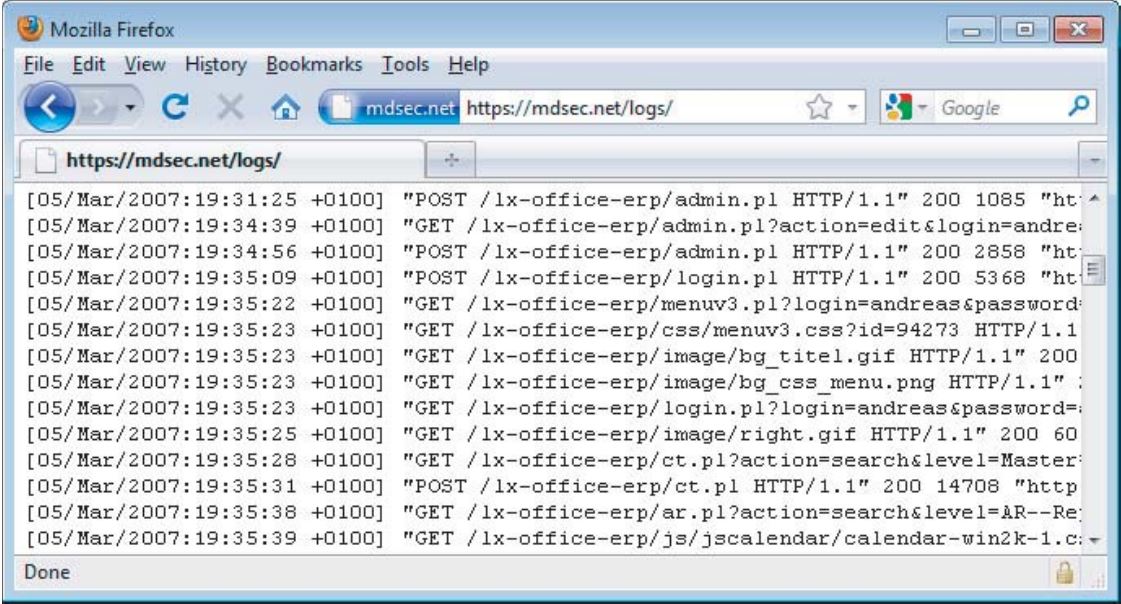 Mozilla Firefox
File Edit View History Bookmarks Tools Help
mdsec.net https://mdsec.net/logs/ Google
https://mdsec.net/logs/
[05/Mar/2007:19:31:25 +0100] "POST /lx-office-erp/admin.pl HTTP/1.1" 200 1085 "ht
[05/Mar/2007:19:34:39 +0100] "GET /lx-office-erp/admin.pl?action=edit&login=andre
[05/Mar/2007:19:34:56 +0100] "POST /lx-office-erp/admin.pl HTTP/1.1" 200 2858 "ht
[05/Mar/2007:19:35:09 +0100] "POST /lx-office-erp/login.pl HTTP/1.1" 200 5368 "ht
[05/Mar/2007:19:35:22 +0100] "GET /lx-office-erp/menuv3.pl?login=andreas&password
[05/Mar/2007:19:35:23 +0100] "GET /lx-office-erp/css/menuv3.css?id=94273 HTTP/1.1
[05/Mar/2007:19:35:23 +0100] "GET /lx-office-erp/image/bg_titel.gif HTTP/1.1" 200
[05/Mar/2007:19:35:23 +0100] "GET /lx-office-erp/image/bg_css_menu.png HTTP/1.1"
[05/Mar/2007:19:35:23 +0100] "GET /lx-office-erp/login.pl?login=andreas&password=
[05/Mar/2007:19:35:25 +0100] "GET /lx-office-erp/image/right.gif HTTP/1.1" 200 60
[05/Mar/2007:19:35:28 +0100] "GET /lx-office-erp/ct.pl?action=search&level=Master
[05/Mar/2007:19:35:31 +0100] "POST /lx-office-erp/ct.pl HTTP/1.1" 200 14708 "http
[05/Mar/2007:19:35:38 +0100] "GET /lx-office-erp/ar.pl?action=search&level=AR--Re
[05/Mar/2007:19:35:39 +0100] "GET /lx-office-erp/js/jscalendar/calendar-win2k-1.c
Done